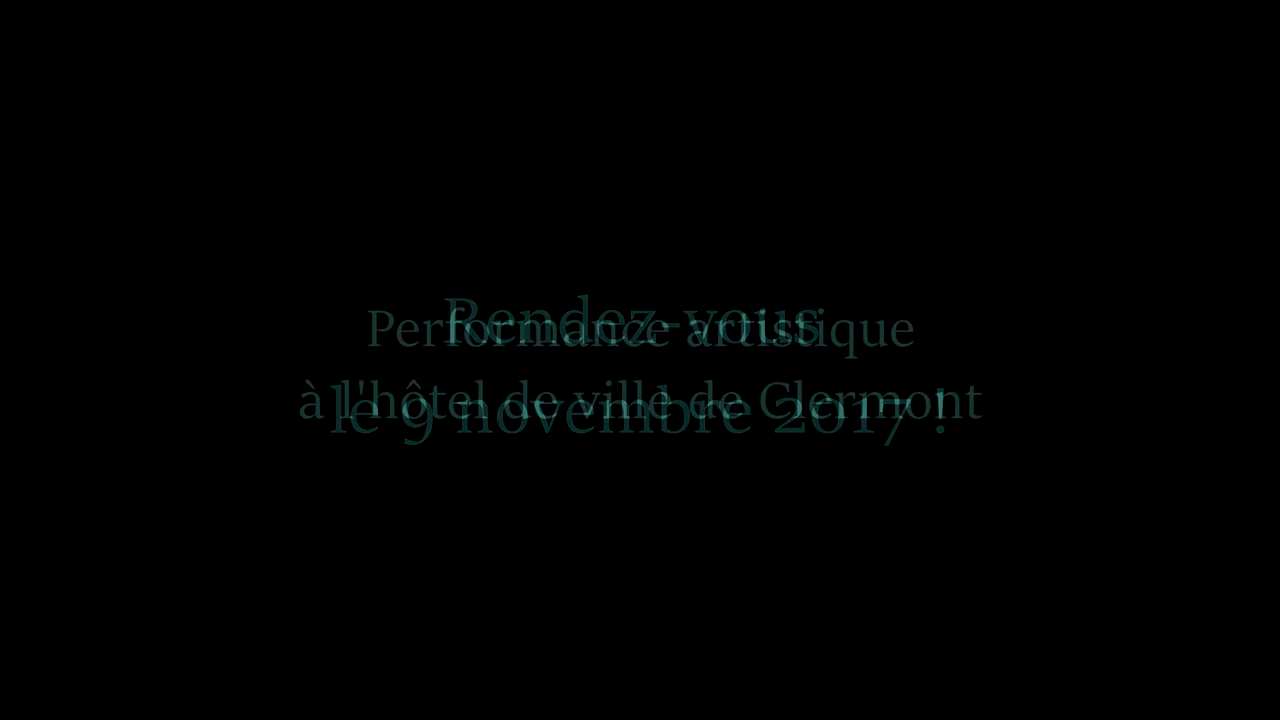 Rendez-vous
le 9 novembre 2017 !
Performance artistique
à l'hôtel de ville de Clermont